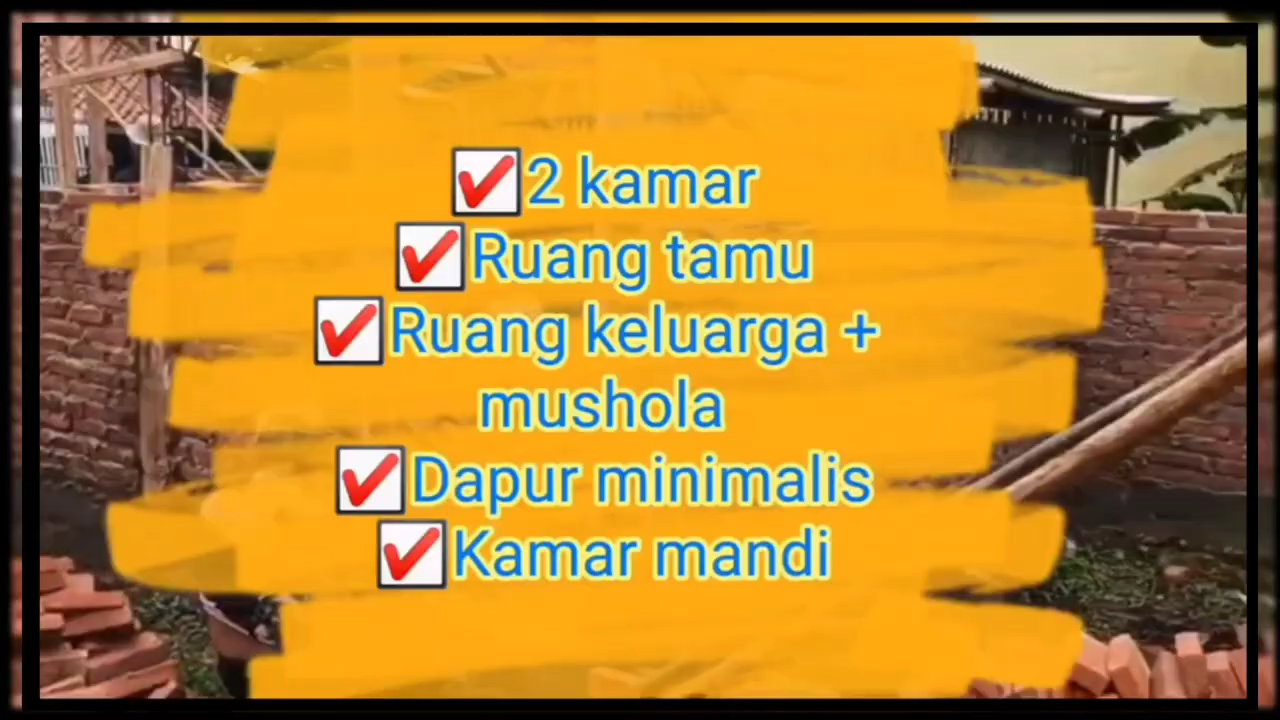 ✔2 kamar
✔Ruang tamu
✔Ruang keluarga +
mushola
✔Dapur minimalis
✔Kamar mandi